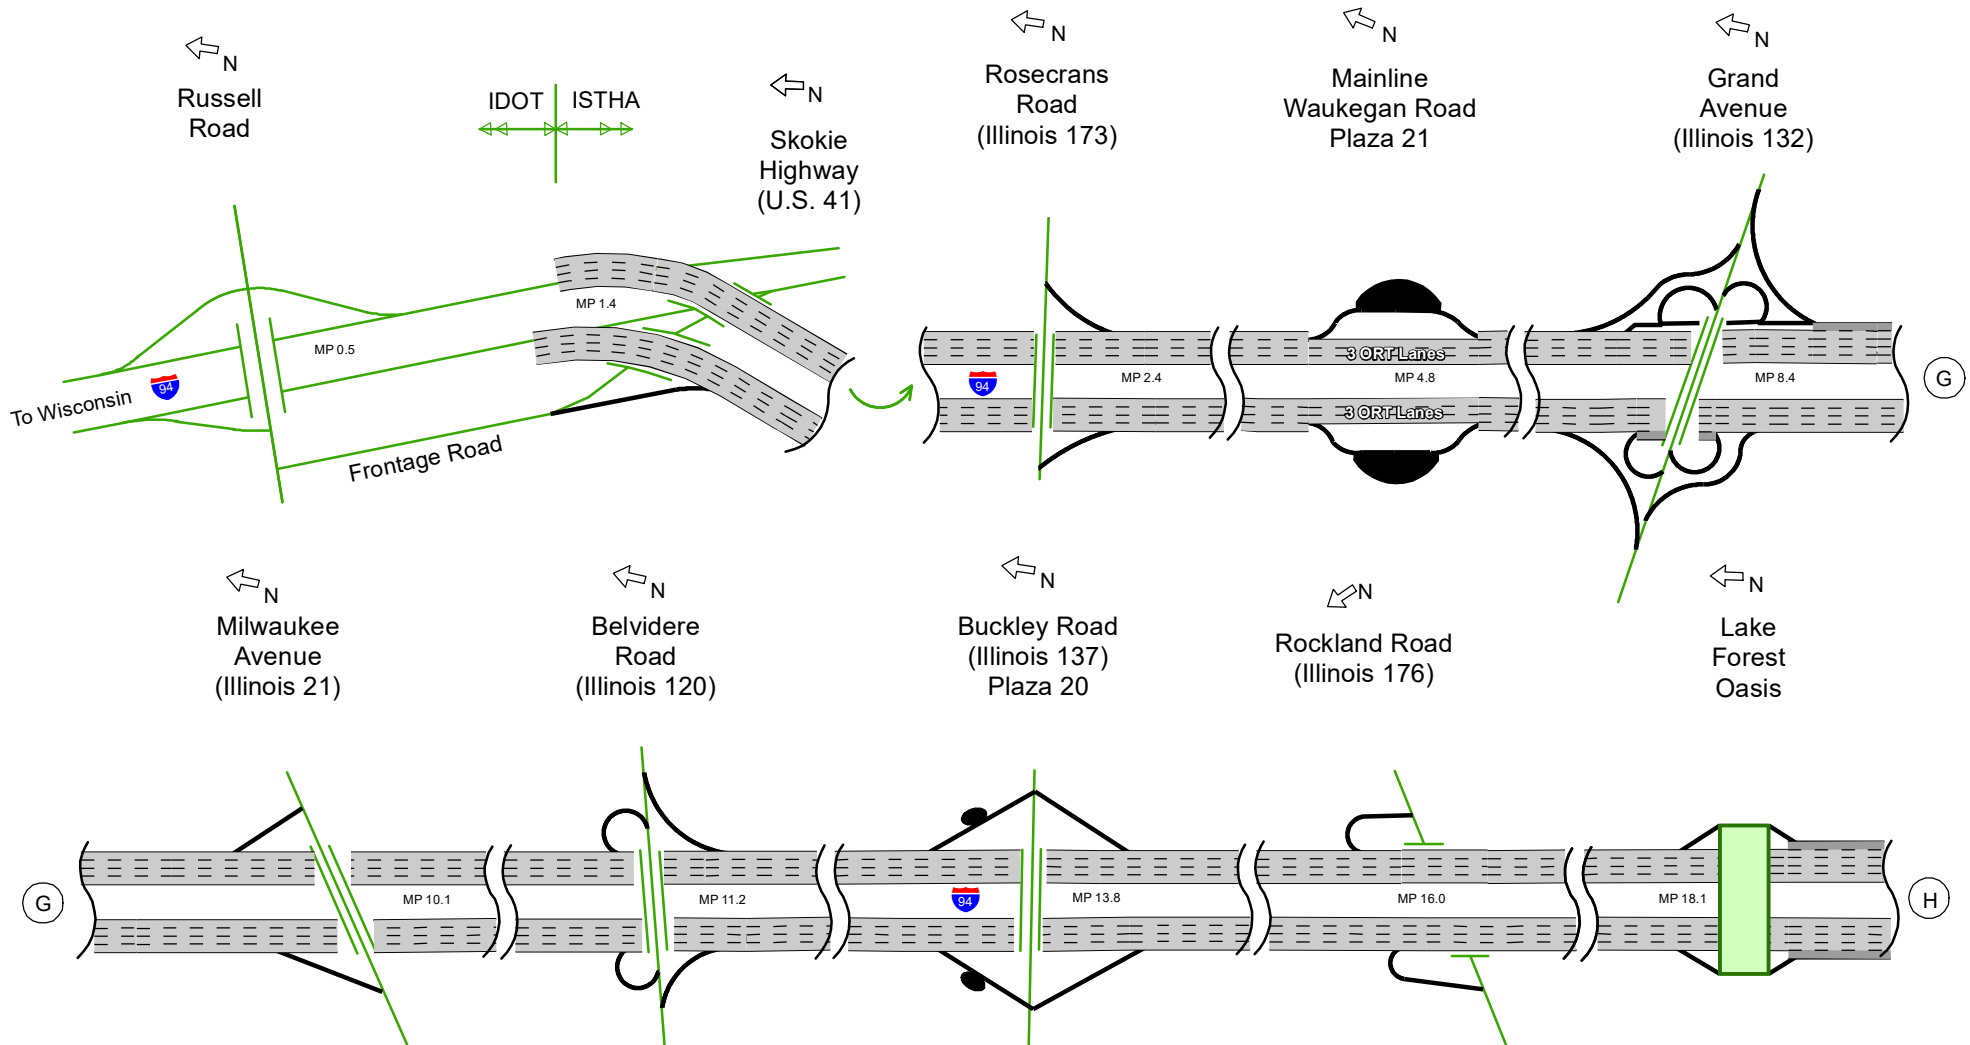 N
Russell
Road
IDOT
ISTHA
N
Skokie
Highway
(U.S. 41)
N
Rosecrans
Road
(Illinois 173)
N
Mainline
Waukegan Road
Plaza 21
N
Grand
Avenue
(Illinois 132)
To Wisconsin
94
MP 0.5
MP 1.4
Frontage Road
94
MP 2.4
3 ORT Lanes
MP 4.8
3 ORT Lanes
MP 8.4
G
N
Milwaukee
Avenue
(Illinois 21)
N
Belvidere
Road
(Illinois 120)
N
Buckley Road
(Illinois 137)
Plaza 20
N
Rockland Road
(Illinois 176)
N
Lake
Forest
Oasis
G
MP 10.1
MP 11.2
94
MP 13.8
MP 16.0
MP 18.1
H